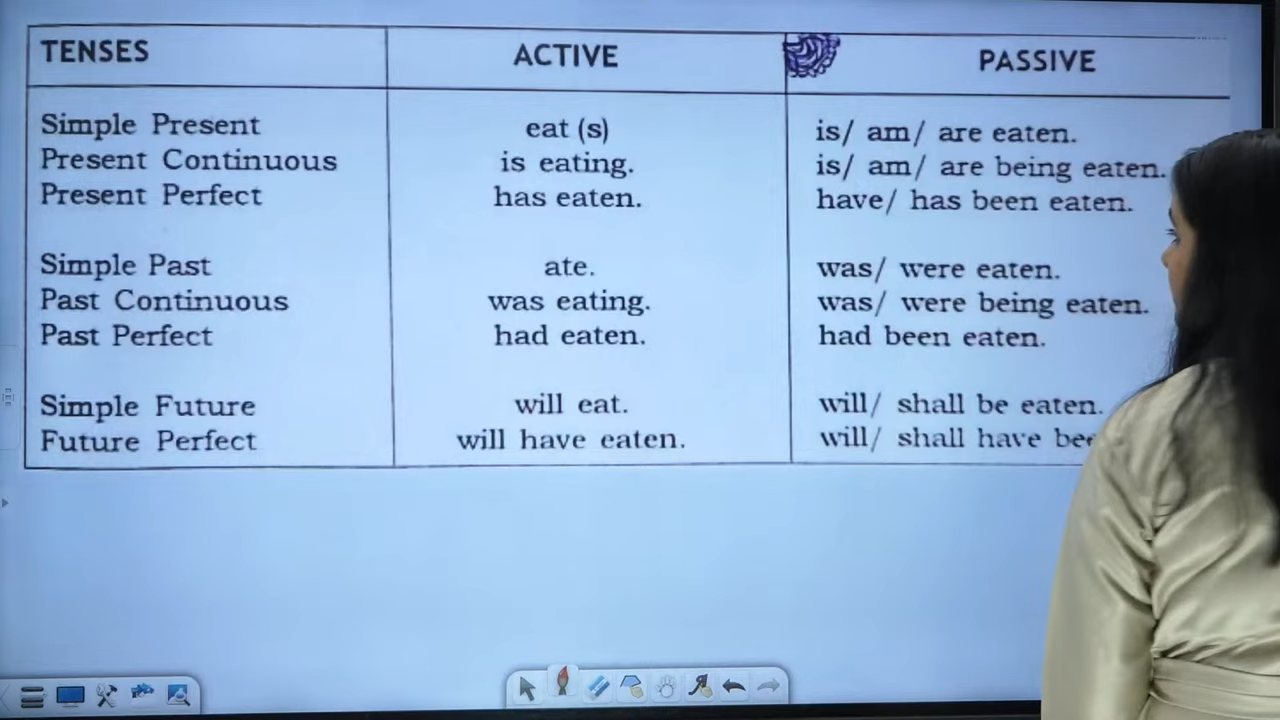 TENSES ACTIVE PASSIVE
Simple Present eat (s) is/ am/ are eaten.
Present Continuous is eating. is/ am/ are being eaten.
Present Perfect has eaten. have/ has been eaten.
Simple Past ate. was/ were eaten.
Past Continuous was eating. was/ were being eaten.
Past Perfect had eaten. had been eaten.
Simple Future will eat. will/ shall be eaten.
Future Perfect will have eaten. will/ shall have